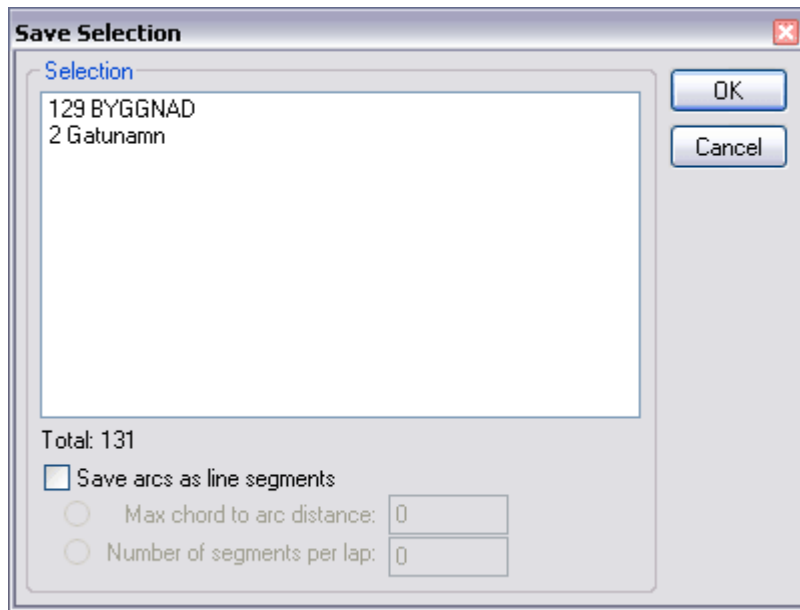 Save Selection
Selection
129 BYGGNAD
2 Gatunamn
OK
Cancel
Total: 131
Save arcs as line segments
Max chord to arc distance: 0
Number of segments per lap: 0